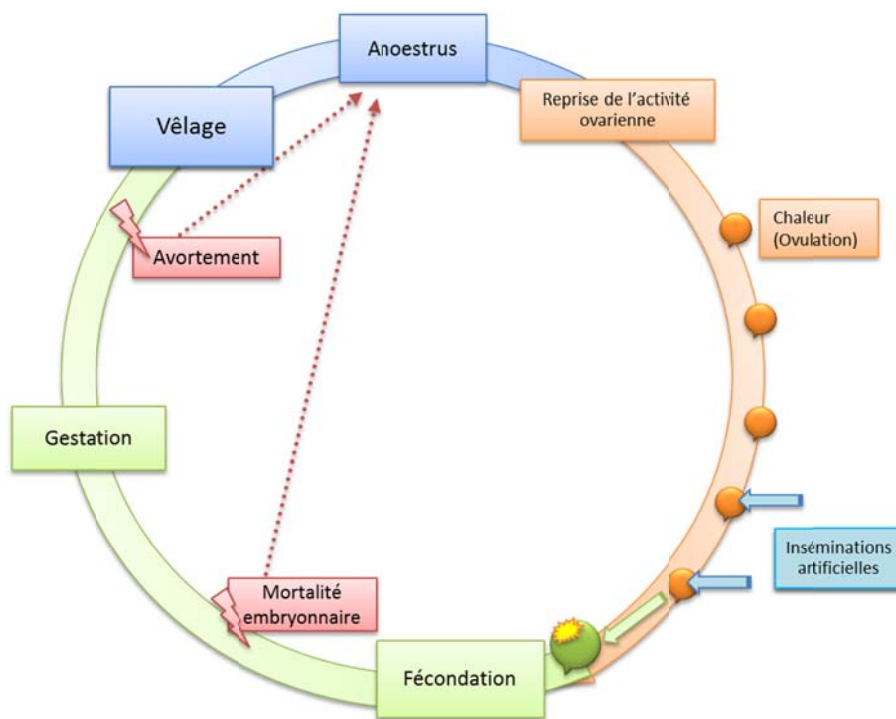 Anoestrus
Vêlage
Reprise de l'activité
ovarienne
Chaleur
(Ovulation)
Avortement
Gestation
Inséminations
artificielles
Mortalité
embryonnaire
Fécondation